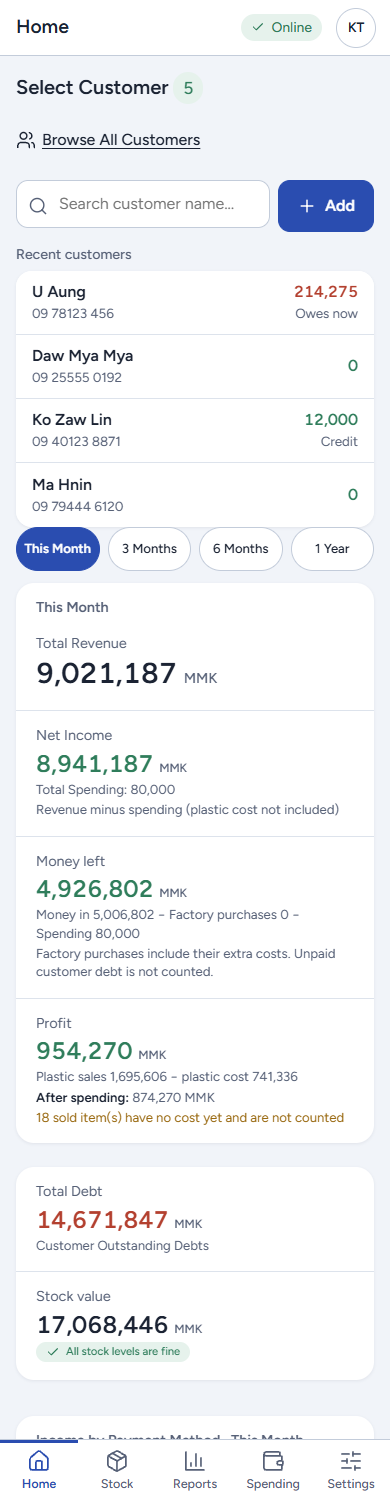 Home
Online
KT
Select Customer 5
Browse All Customers
Search customer name...
Add
Recent customers
U Aung
214,275
09 78123 456
Owes now
Daw Mya Mya
0
09 25555 0192
Ko Zaw Lin
12,000
09 40123 8871
Credit
Ma Hnin
0
09 79444 6120
This Month
3 Months
6 Months
1 Year
This Month
Total Revenue
9,021,187 MMK
Net Income
8,941,187 MMK
Total Spending: 80,000
Revenue minus spending (plastic cost not included)
Money left
4,926,802 MMK
Money in 5,006,802 − Factory purchases 0 −
Spending 80,000
Factory purchases include their extra costs. Unpaid
customer debt is not counted.
Profit
954,270 MMK
Plastic sales 1,695,606 − plastic cost 741,336
After spending: 874,270 MMK
18 sold item(s) have no cost yet and are not counted
Total Debt
14,671,847 MMK
Customer Outstanding Debts
Stock value
17,068,446 MMK
All stock levels are fine
Income by Payment Method · This Month
Home
Stock
Reports
Spending
Settings